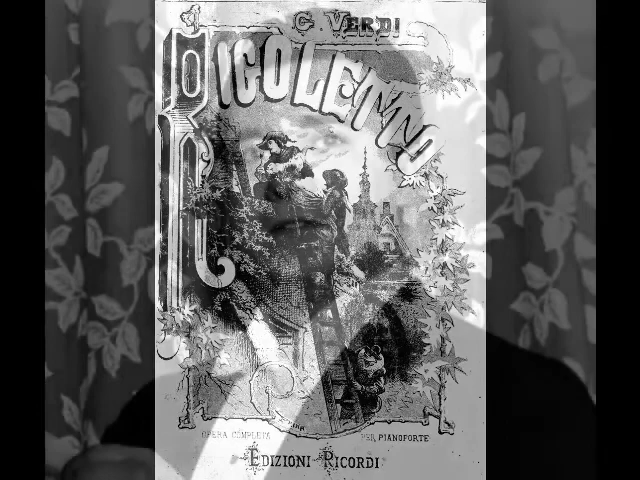 G. VERDI
RIGOLETTO
OPERA COMPLETA PER PIANOFORTE
EDIZIONI RICORDI